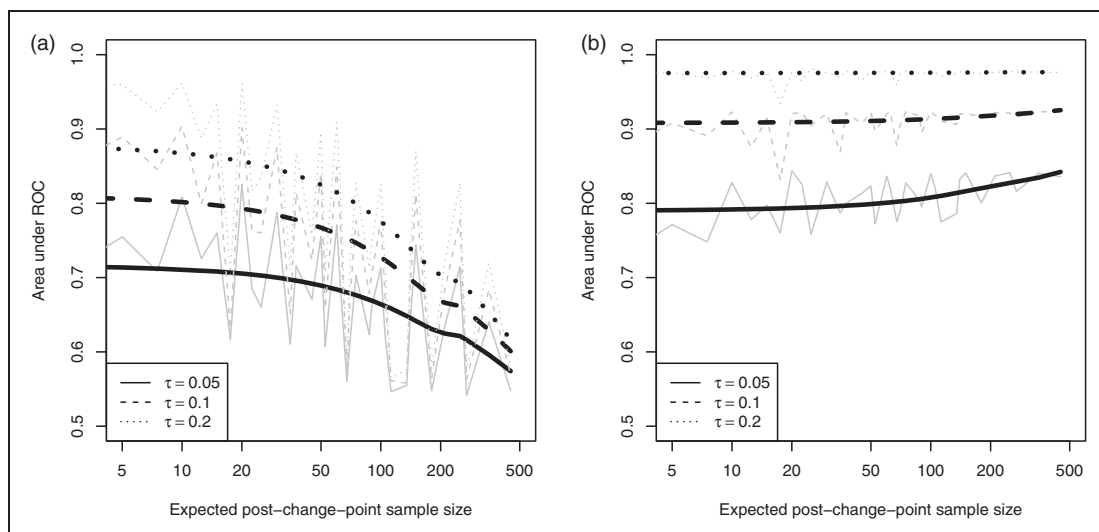 (a)
1.0
0.9
0.8
0.7
0.6
0.5
Area under ROC
τ = 0.05
τ = 0.1
τ = 0.2
5 10 20 50 100 200 500
Expected post−change−point sample size
(b)
1.0
0.9
0.8
0.7
0.6
0.5
Area under ROC
τ = 0.05
τ = 0.1
τ = 0.2
5 10 20 50 100 200 500
Expected post−change−point sample size